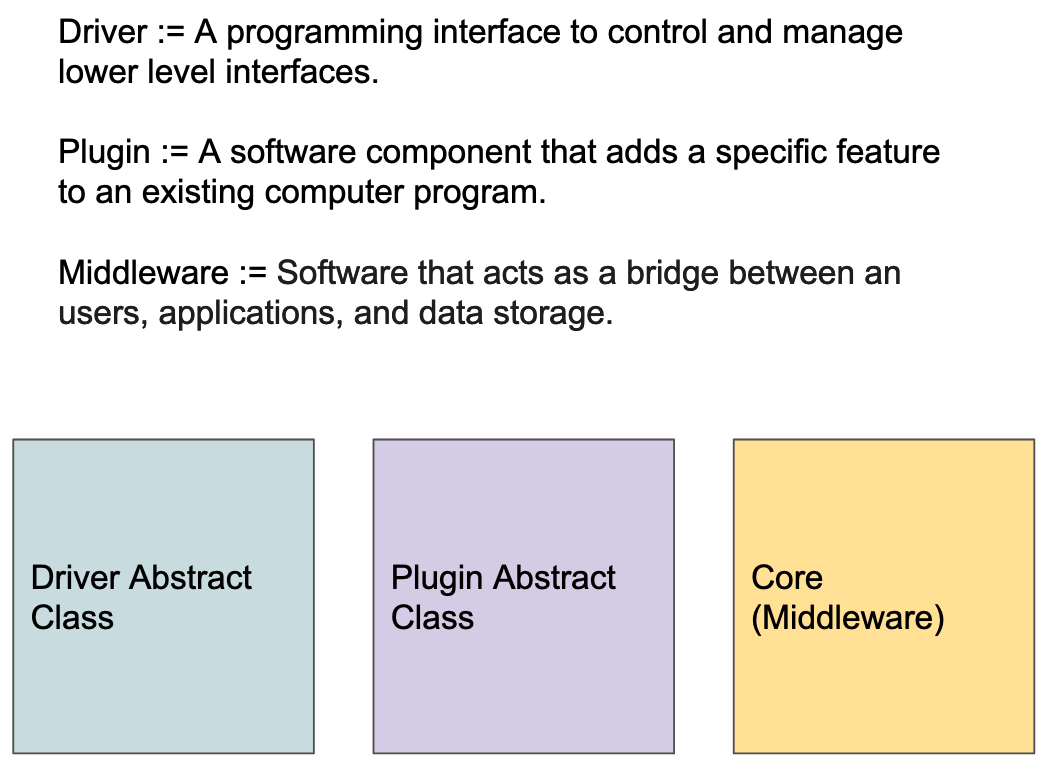 Driver := A programming interface to control and manage
lower level interfaces.
Plugin := A software component that adds a specific feature
to an existing computer program.
Middleware := Software that acts as a bridge between an
users, applications, and data storage.
Driver Abstract
Class
Plugin Abstract
Class
Core
(Middleware)